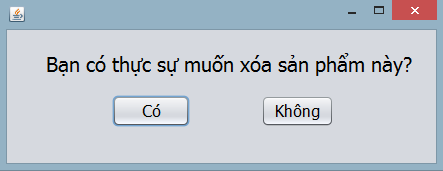 Bạn có thực sự muốn xóa sản phẩm này?
Có
Không